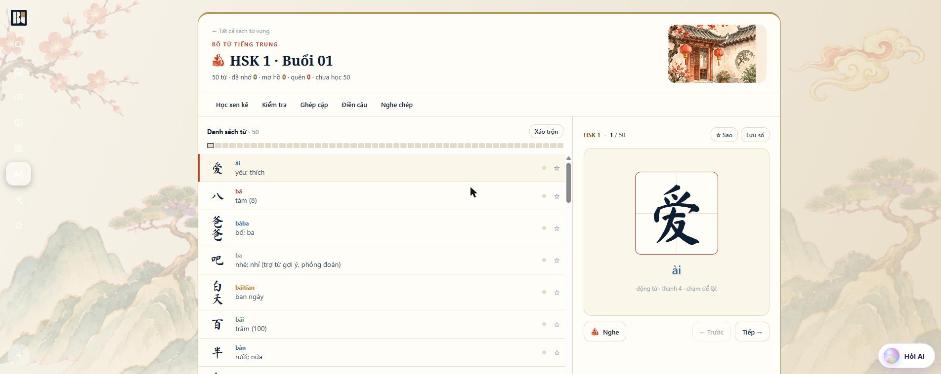 ← Tất cả sách từ vựng
BỘ TỪ TIẾNG TRUNG
HSK 1 · Buổi 01
50 từ · đã nhớ 0 · mơ hồ 0 · quên 0 · chưa học 50
Học xen kẽ Kiểm tra Ghép cặp Điền câu Nghe chép
Danh sách từ · 50
Xáo trộn
爱
ài
yêu; thích
八
bā
tám (8)
爸爸
bàba
bố; ba
吧
ba
nhé; nhỉ (trợ từ gợi ý, phỏng đoán)
白天
báitiān
ban ngày
百
bǎi
trăm (100)
半
bàn
rưỡi; nửa
HSK 1 · 1 / 50
☆ Sao
Lưu sổ
爱
ài
động từ · thanh 4 · chạm để lật
Nghe
← Trước
Tiếp →
Hỏi AI